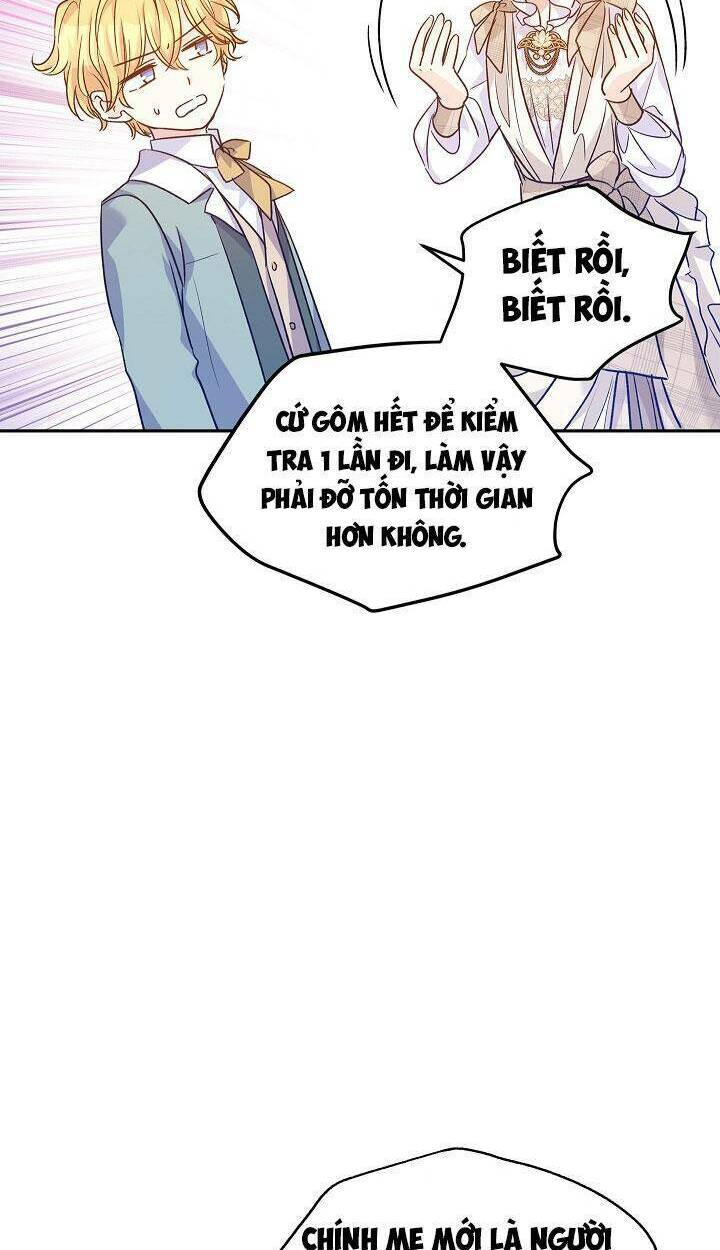 BIẾT RỒI,
BIẾT RỒI.
CỨ GÔM HẾT ĐỂ KIỂM
TRA 1 LẦN ĐI, LÀM VẬY
PHẢI ĐỠ TỐN THỜI GIAN
HƠN KHÔNG.
CHÍNH MẸ MỚI LÀ NGƯỜI